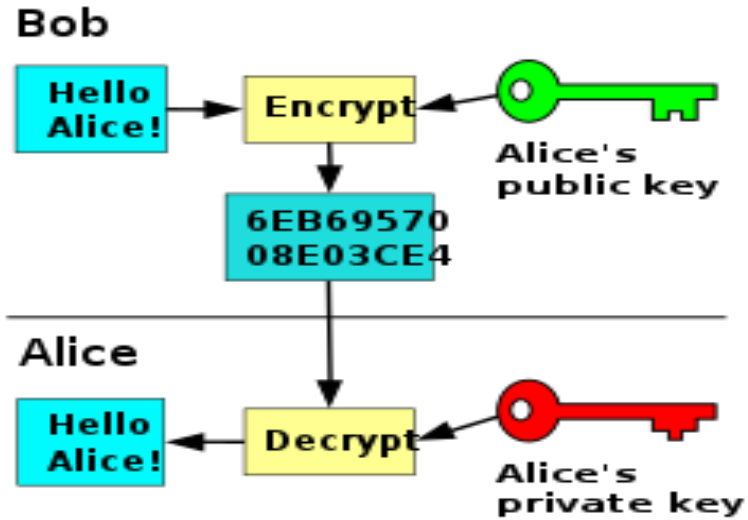 Bob
Hello
Alice!
Encrypt
Alice's
public key
6EB69570
08E03CE4
Alice
Hello
Alice!
Decrypt
Alice's
private key